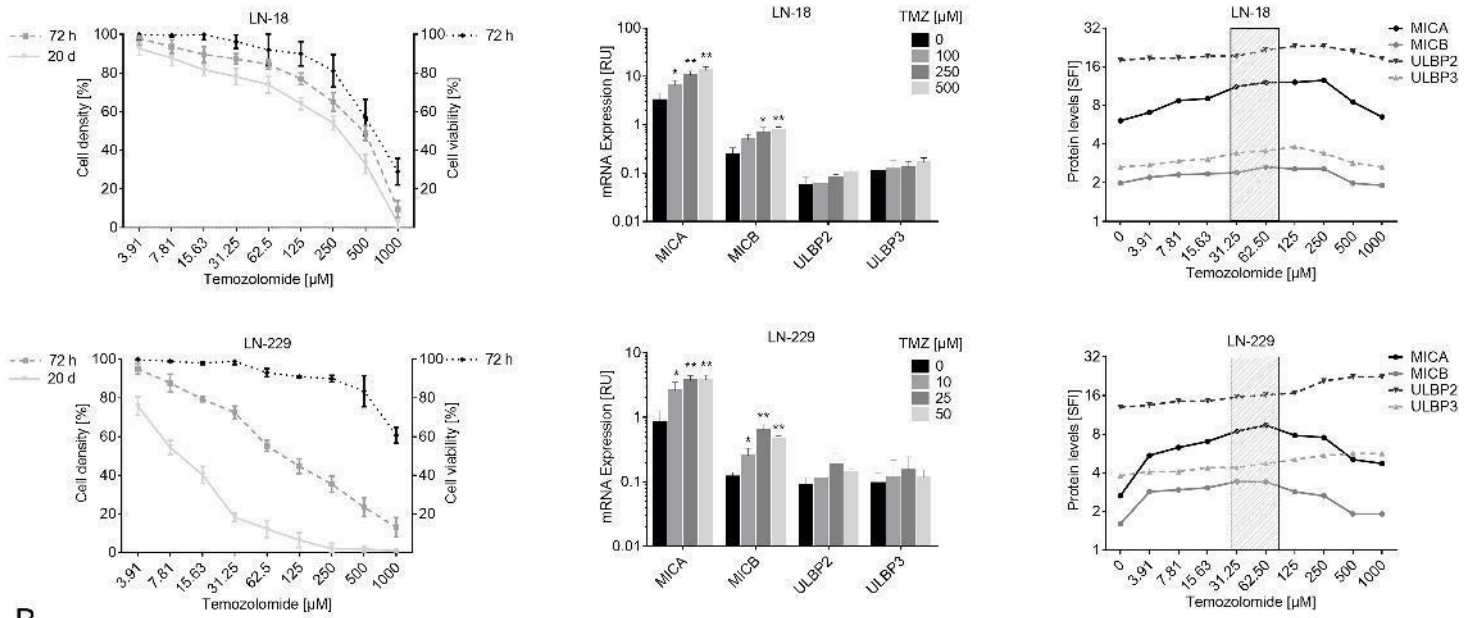 LN-18
72 h
20 d
72 h
Cell density [%]
100
80
60
40
20
0
Cell viability [%]
100
80
60
40
20
3.91
7.81
15.63
31.25
62.5
125
250
500
1000
Temozolomide [µM]
LN-18
TMZ [µM]
0
100
250
500
mRNA Expression [RU]
100
10
1
0.1
0.01
*
**
**
*
**
MICA
MICB
ULBP2
ULBP3
LN-18
MICA
MICB
ULBP2
ULBP3
Protein levels [SFI]
32
16
8
4
2
1
0
3.91
7.81
15.63
31.25
62.50
125
250
500
1000
Temozolomide [µM]
LN-229
72 h
20 d
72 h
Cell density [%]
100
80
60
40
20
0
Cell viability [%]
100
80
60
40
20
3.91
7.81
15.63
31.25
62.5
125
250
500
1000
Temozolomide [µM]
LN-229
TMZ [µM]
0
10
25
50
mRNA Expression [RU]
10
1
0.1
0.01
*
**
**
*
**
**
MICA
MICB
ULBP2
ULBP3
LN-229
MICA
MICB
ULBP2
ULBP3
Protein levels [SFI]
32
16
8
4
2
1
0
3.91
7.81
15.63
31.25
62.50
125
250
500
1000
Temozolomide [µM]